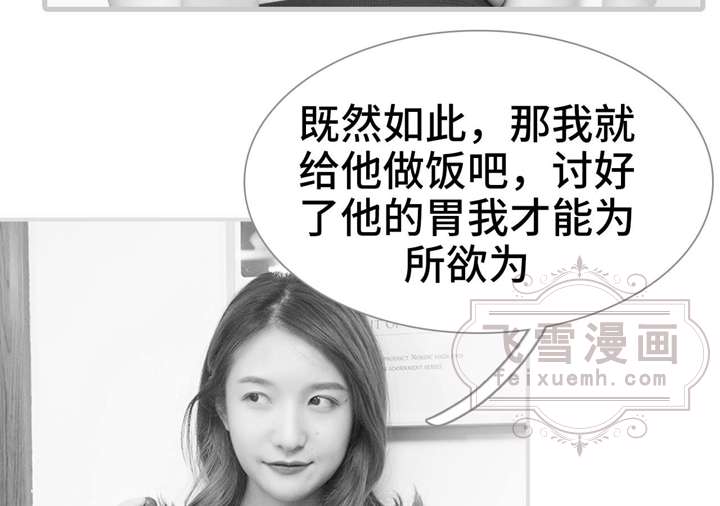 既然如此，那我就
给他做饭吧，讨好
了他的胃我才能为
所欲为
飞雪漫画
feixuemh.com